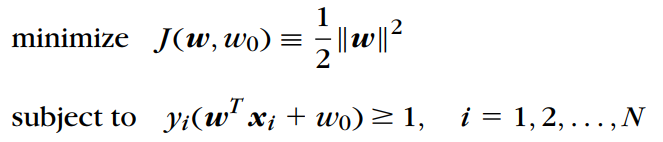 minimize J(w, w₀) ≡ 1/2 ‖w‖²
subject to yᵢ(wᵀxᵢ + w₀) ≥ 1, i = 1, 2, . . . , N